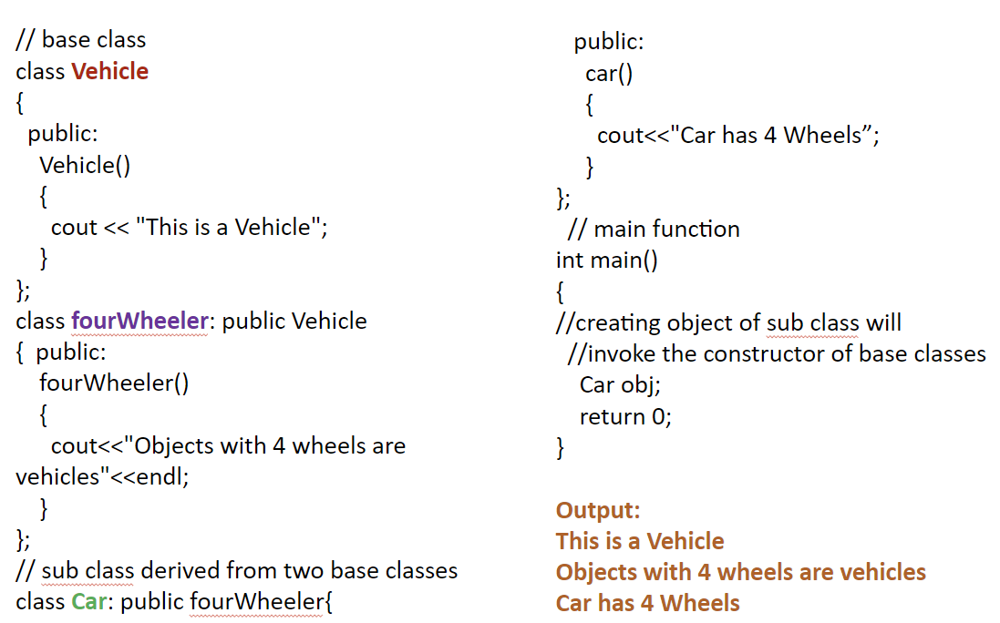 // base class
class Vehicle
{
public:
Vehicle()
{
cout << "This is a Vehicle";
}
};
class fourWheeler: public Vehicle
{ public:
fourWheeler()
{
cout<<"Objects with 4 wheels are
vehicles"<<endl;
}
};
// sub class derived from two base classes
class Car: public fourWheeler{
public:
car()
{
cout<<"Car has 4 Wheels”;
}
};
// main function
int main()
{
//creating object of sub class will
//invoke the constructor of base classes
Car obj;
return 0;
}
Output:
This is a Vehicle
Objects with 4 wheels are vehicles
Car has 4 Wheels